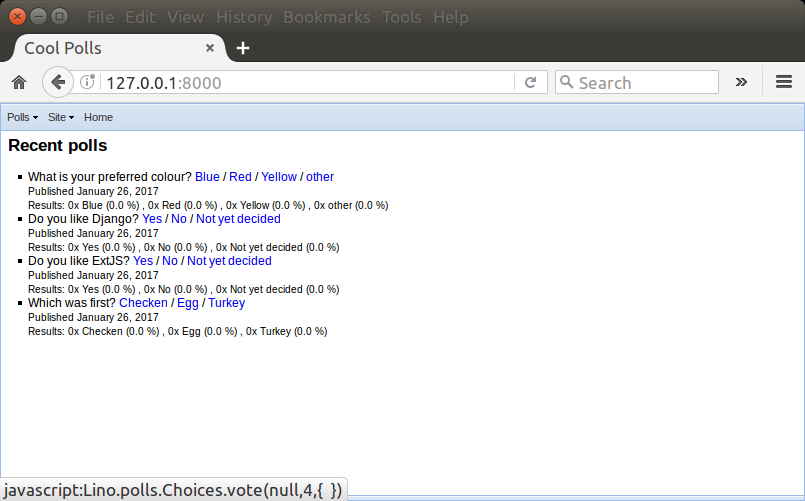 File Edit View History Bookmarks Tools Help
Cool Polls
127.0.0.1:8000
Search
Polls Site Home
Recent polls
What is your preferred colour? Blue / Red / Yellow / other
Published January 26, 2017
Results: 0x Blue (0.0 %) , 0x Red (0.0 %) , 0x Yellow (0.0 %) , 0x other (0.0 %)
Do you like Django? Yes / No / Not yet decided
Published January 26, 2017
Results: 0x Yes (0.0 %) , 0x No (0.0 %) , 0x Not yet decided (0.0 %)
Do you like ExtJS? Yes / No / Not yet decided
Published January 26, 2017
Results: 0x Yes (0.0 %) , 0x No (0.0 %) , 0x Not yet decided (0.0 %)
Which was first? Checken / Egg / Turkey
Published January 26, 2017
Results: 0x Checken (0.0 %) , 0x Egg (0.0 %) , 0x Turkey (0.0 %)
javascript:Lino.polls.Choices.vote(null,4,{ })